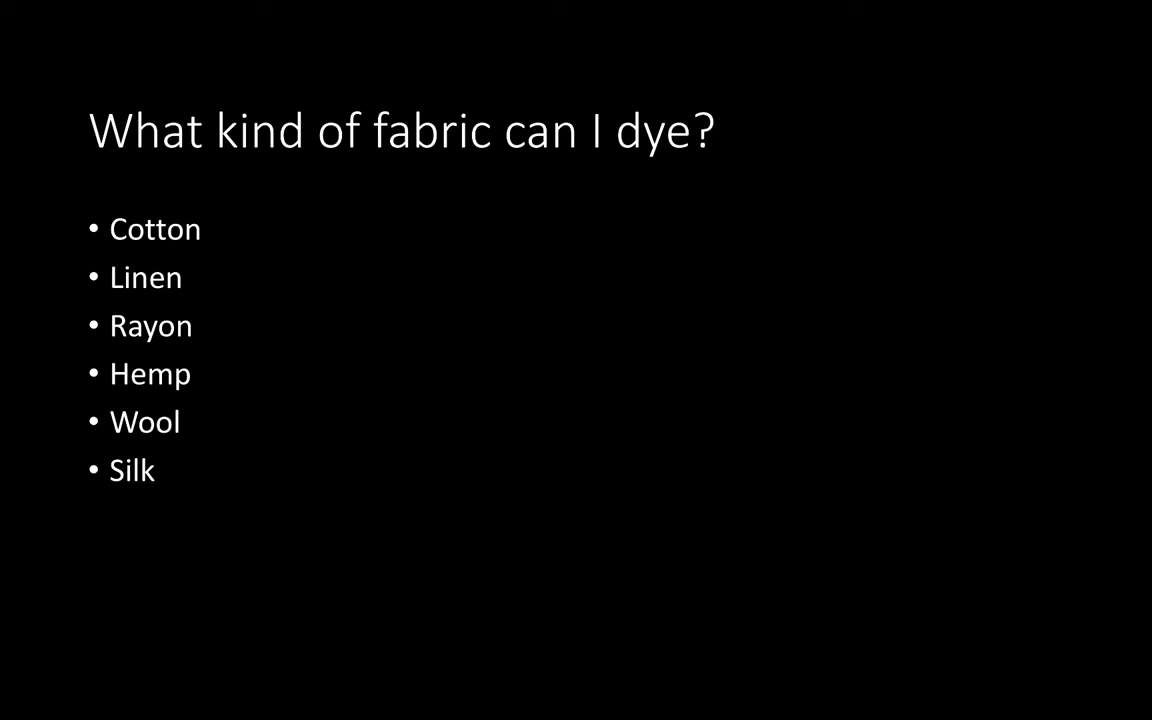 What kind of fabric can I dye?
• Cotton
• Linen
• Rayon
• Hemp
• Wool
• Silk